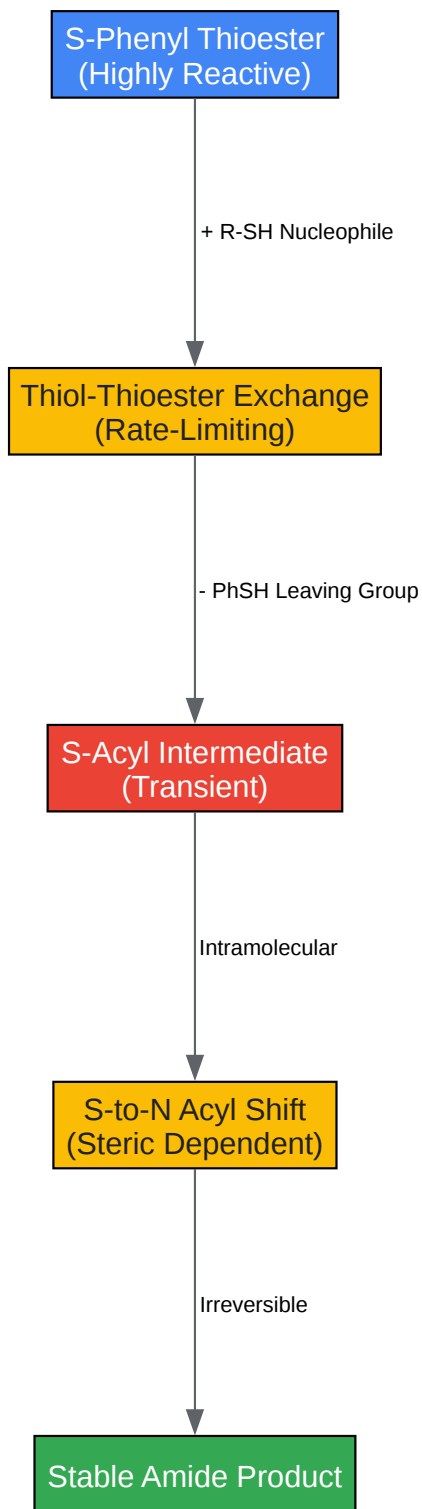 S-Phenyl Thioester
(Highly Reactive)
+ R-SH Nucleophile
Thiol-Thioester Exchange
(Rate-Limiting)
- PhSH Leaving Group
S-Acyl Intermediate
(Transient)
Intramolecular
S-to-N Acyl Shift
(Steric Dependent)
Irreversible
Stable Amide Product